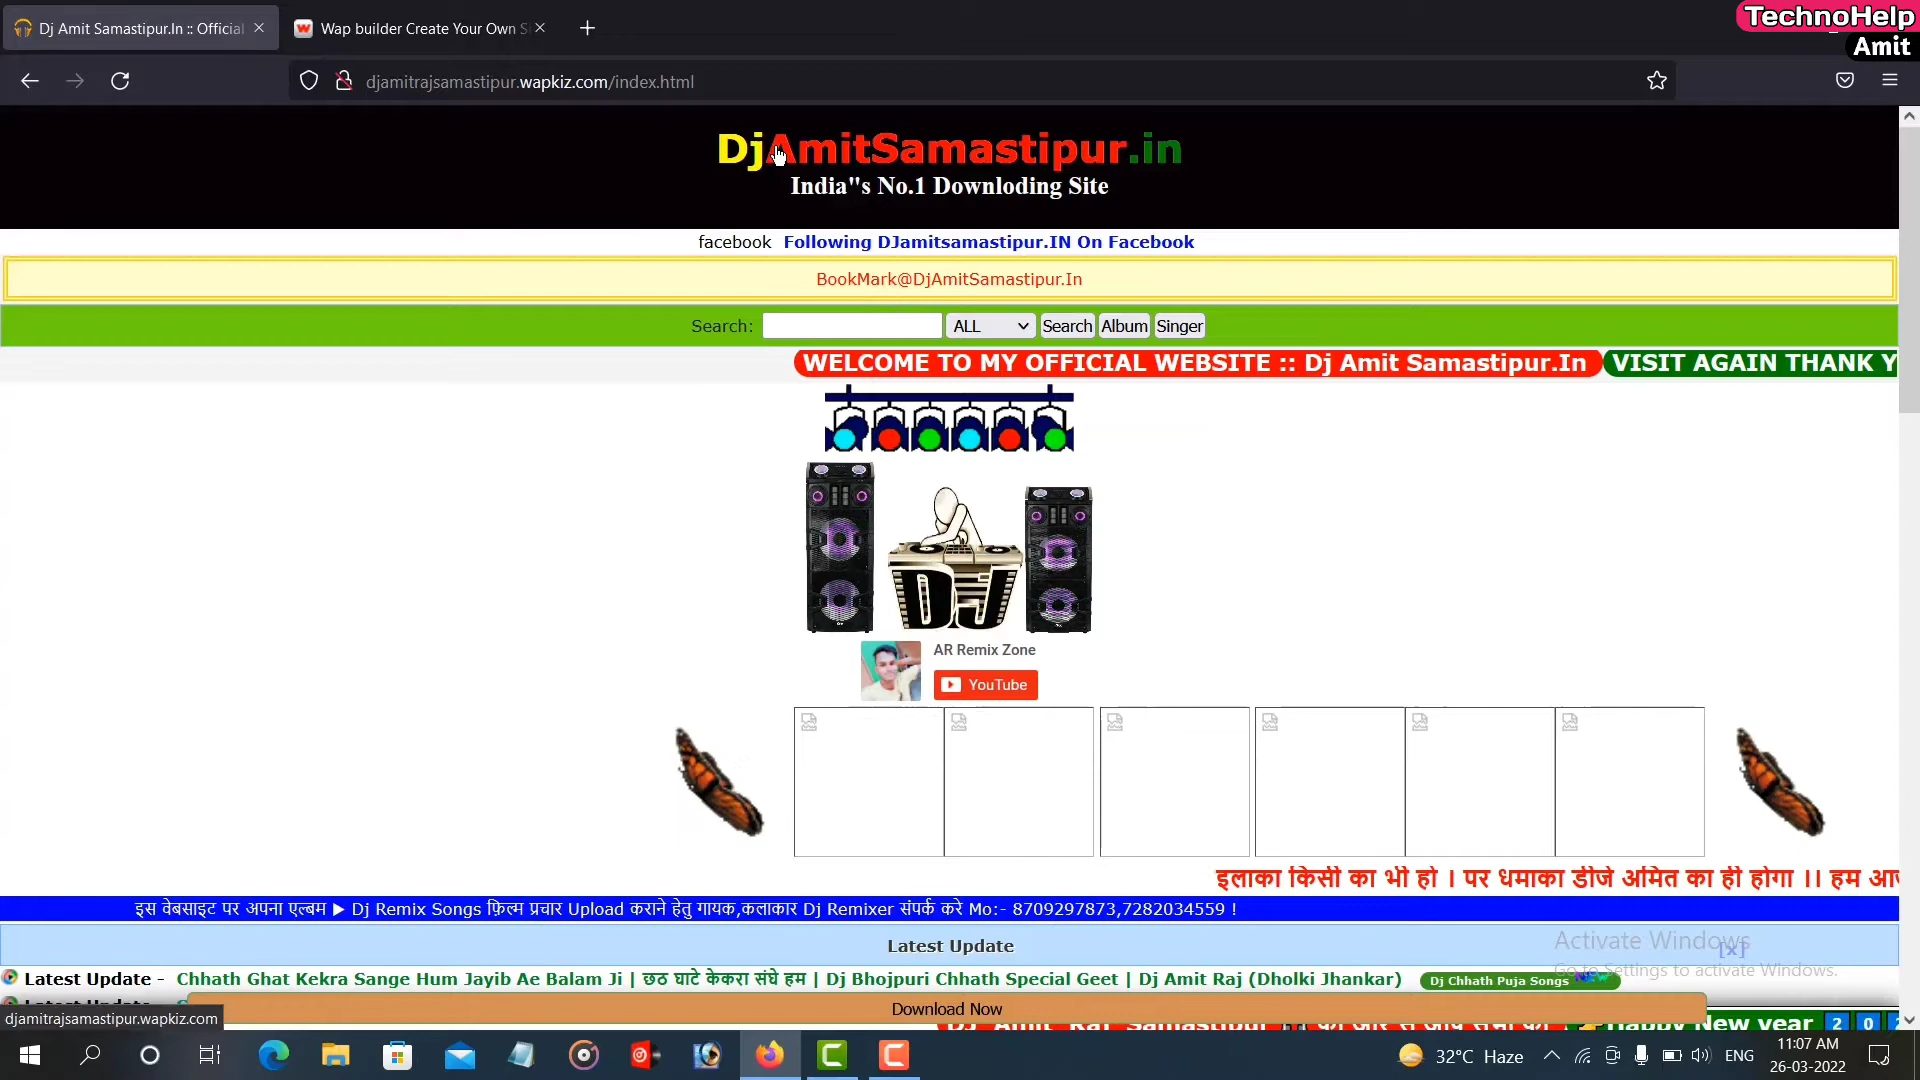 Dj Amit Samastipur.In :: Official
Wap builder Create Your Own S
TechnoHelp
Amit
djamitrajsamastipur.wapkiz.com/index.html
DjAmitSamastipur.in
India"s No.1 Downloding Site
facebook Following DJamitsamastipur.IN On Facebook
BookMark@DjAmitSamastipur.In
Search: ALL Search Album Singer
WELCOME TO MY OFFICIAL WEBSITE :: Dj Amit Samastipur.In VISIT AGAIN THANK Y
DJ
AR Remix Zone
YouTube
इलाका किसी का भी हो । पर धमाका डीजे अमित का ही होगा ।। हम
इस वेबसाइट पर अपना एल्बम ► Dj Remix Songs फ़िल्म प्रचार Upload कराने हेतु गायक,कलाकार Dj Remixer संपर्क करे Mo:- 8709297873,7282034559 !
Latest Update
[x]
Activate Windows
Go to Settings to activate Windows.
Latest Update - Chhath Ghat Kekra Sange Hum Jayib Ae Balam Ji | छठ घाटे केकरा संघे हम | Dj Bhojpuri Chhath Special Geet | Dj Amit Raj (Dholki Jhankar) Dj Chhath Puja Songs
Download Now
djamitrajsamastipur.wapkiz.com
Happy New year 2 0
32°C Haze
ENG
11:07 AM
26-03-2022